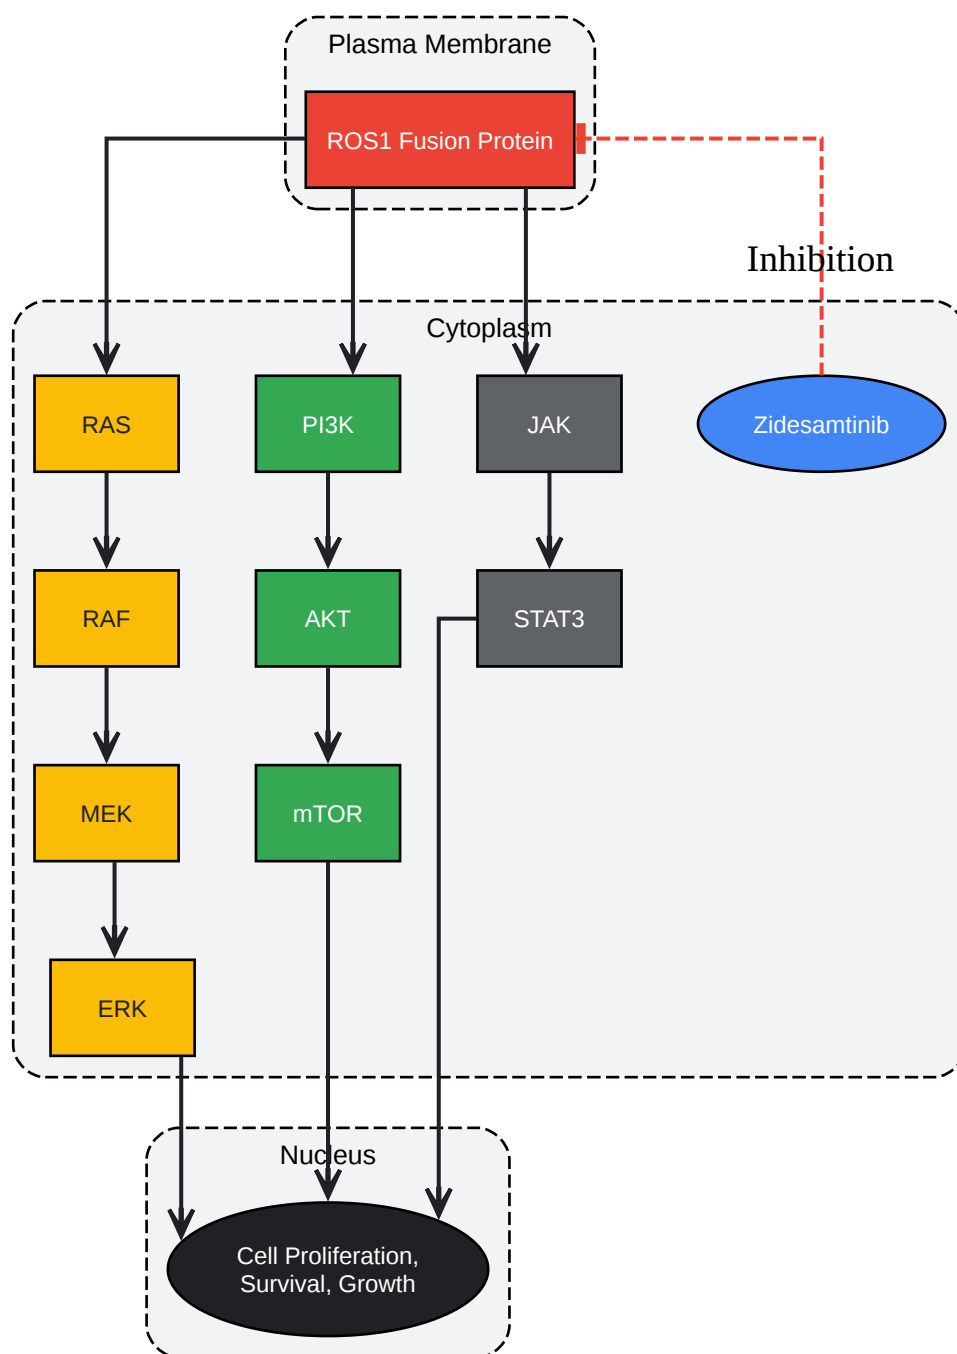 Plasma Membrane
ROS1 Fusion Protein
Inhibition
Cytoplasm
RAS
PI3K
JAK
Zidesamtinib
RAF
AKT
STAT3
MEK
mTOR
ERK
Nucleus
Cell Proliferation,
Survival, Growth